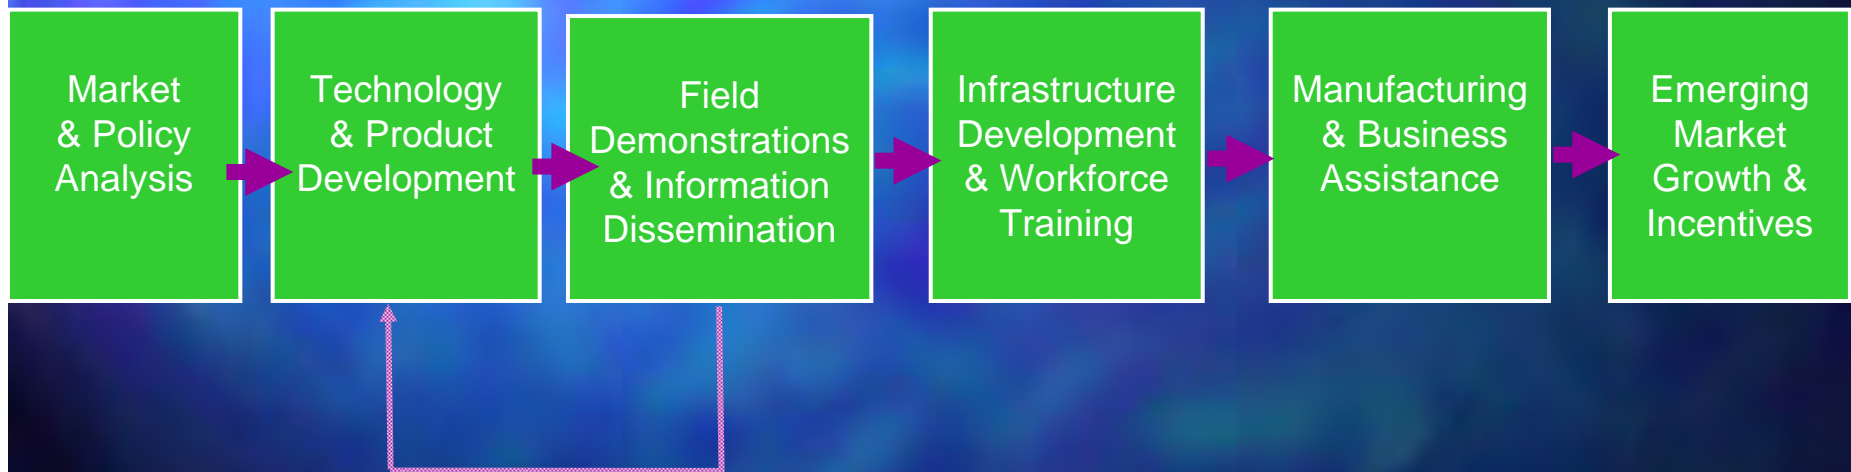 Market
& Policy
Analysis
Technology
& Product
Development
Field
Demonstrations
& Information
Dissemination
Infrastructure
Development
& Workforce
Training
Manufacturing
& Business
Assistance
Emerging
Market
Growth &
Incentives